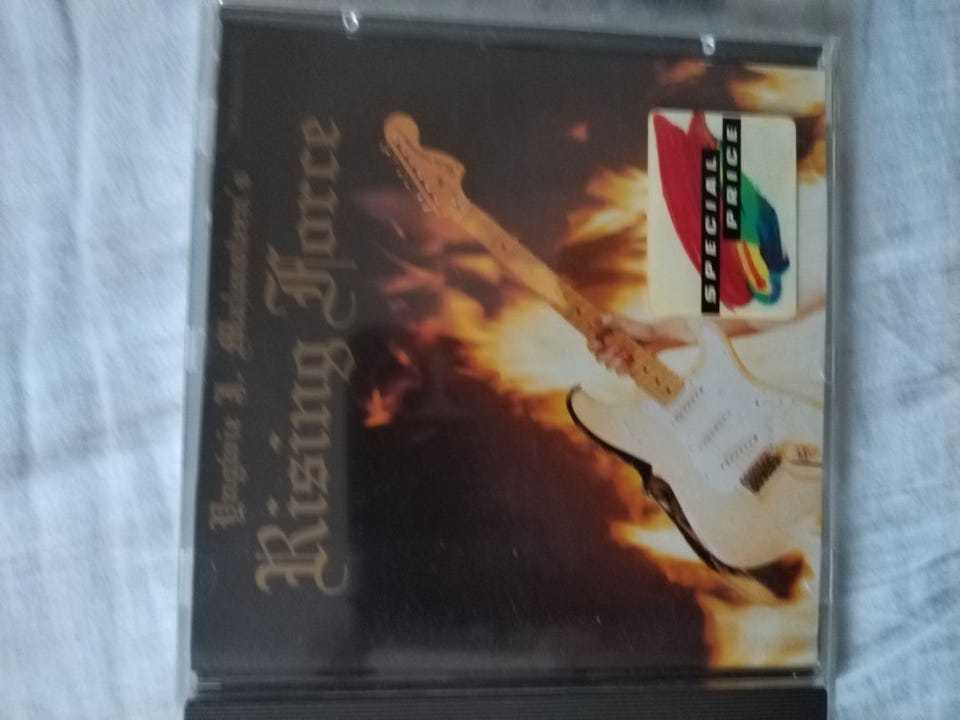 Yngwie J. Malmsteen's
Rising Force
SPECIAL
PRICE